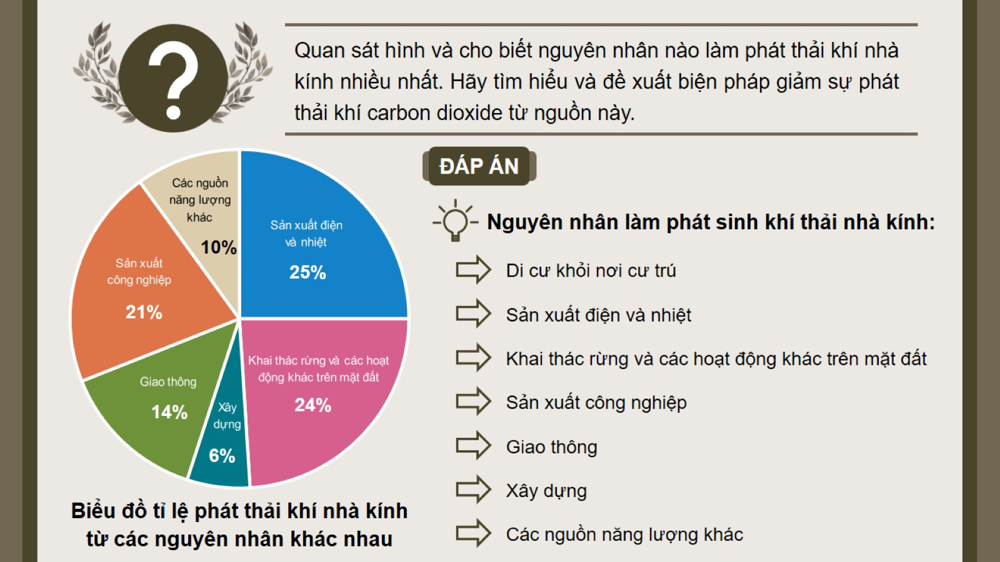 ?
Quan sát hình và cho biết nguyên nhân nào làm phát thải khí nhà
kính nhiều nhất. Hãy tìm hiểu và đề xuất biện pháp giảm sự phát
thải khí carbon dioxide từ nguồn này.
Các nguồn
năng lượng
khác
10%
Sản xuất điện
và nhiệt
25%
Sản xuất
công nghiệp
21%
Khai thác rừng và các hoạt
động khác trên mặt đất
24%
Giao thông
14%
Xây
dựng
6%
Biểu đồ tỉ lệ phát thải khí nhà kính
từ các nguyên nhân khác nhau
ĐÁP ÁN
Nguyên nhân làm phát sinh khí thải nhà kính:
Di cư khỏi nơi cư trú
Sản xuất điện và nhiệt
Khai thác rừng và các hoạt động khác trên mặt đất
Sản xuất công nghiệp
Giao thông
Xây dựng
Các nguồn năng lượng khác